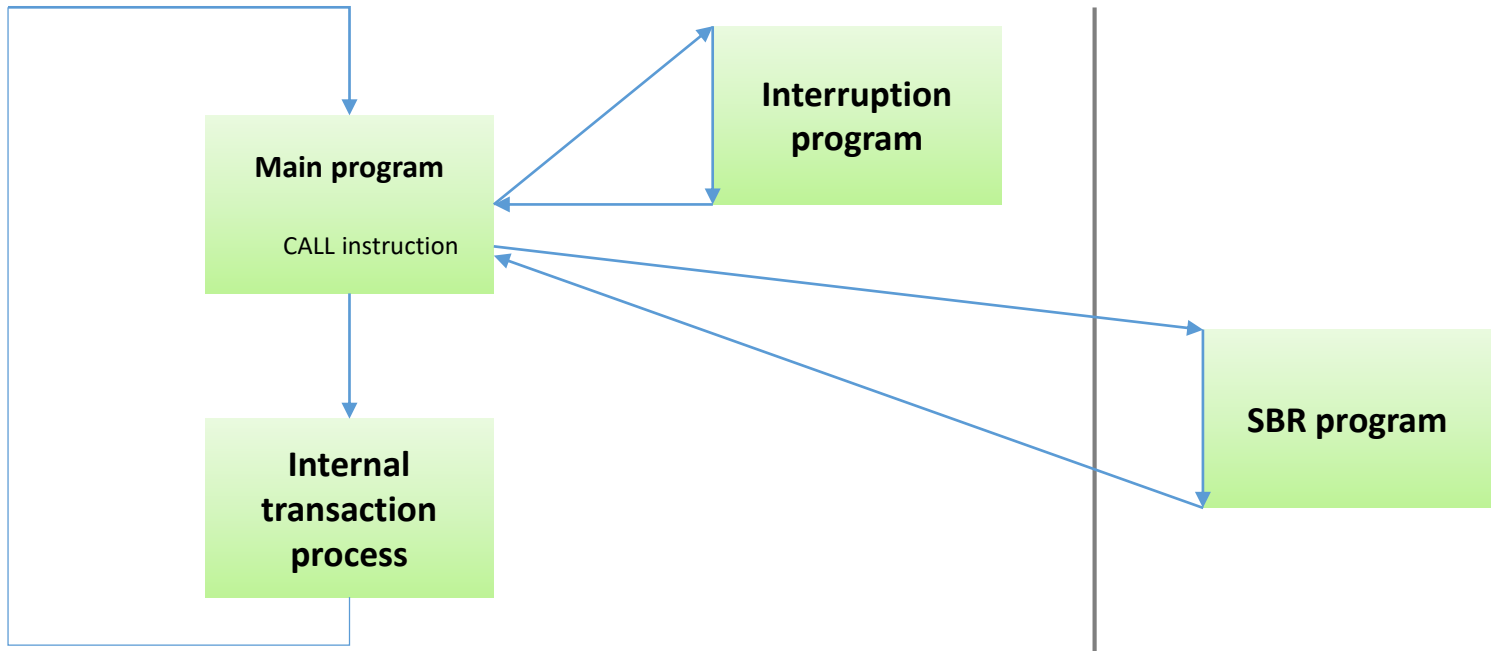 Interruption
program
Main program
CALL instruction
SBR program
Internal
transaction
process